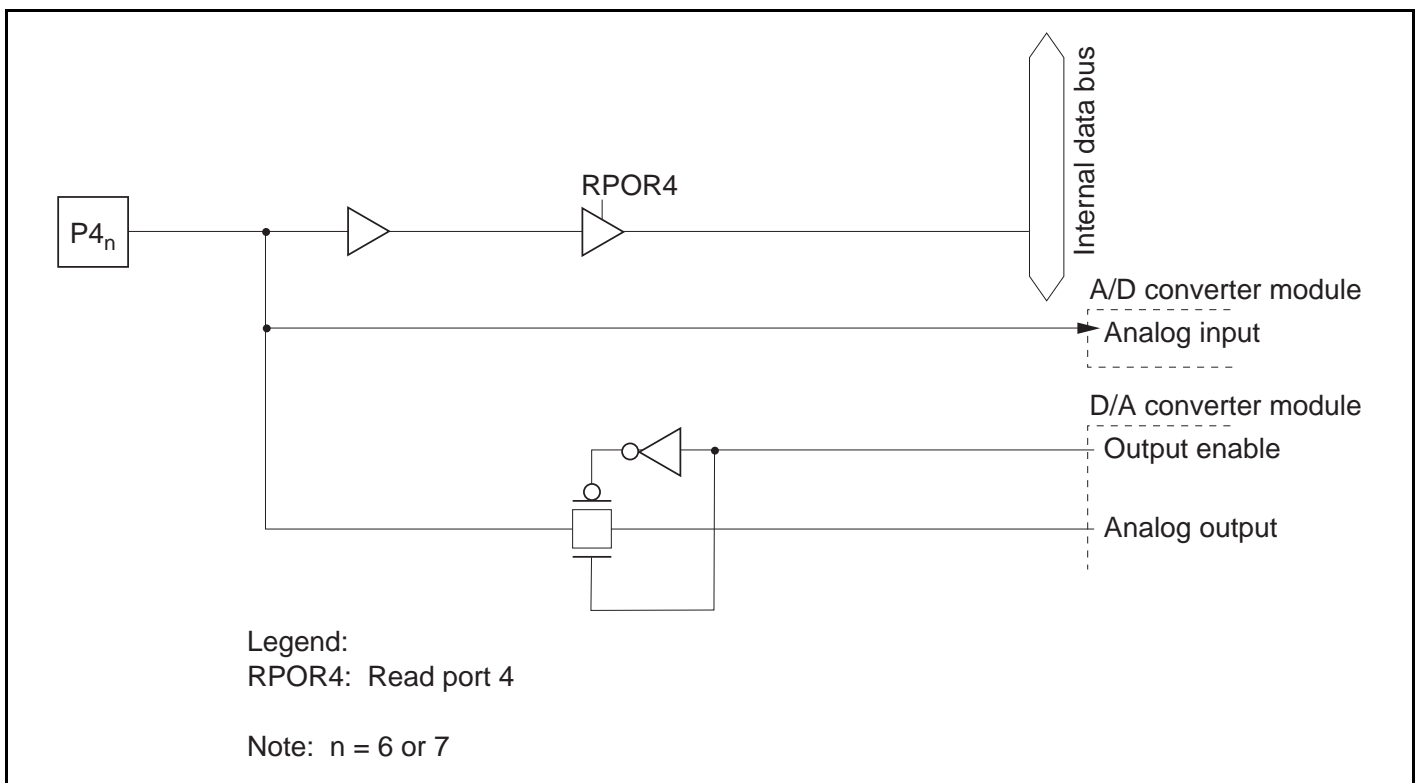 Internal data bus
RPOR4
P4n
A/D converter module
Analog input
D/A converter module
Output enable
Analog output
Legend:
RPOR4: Read port 4
Note: n = 6 or 7